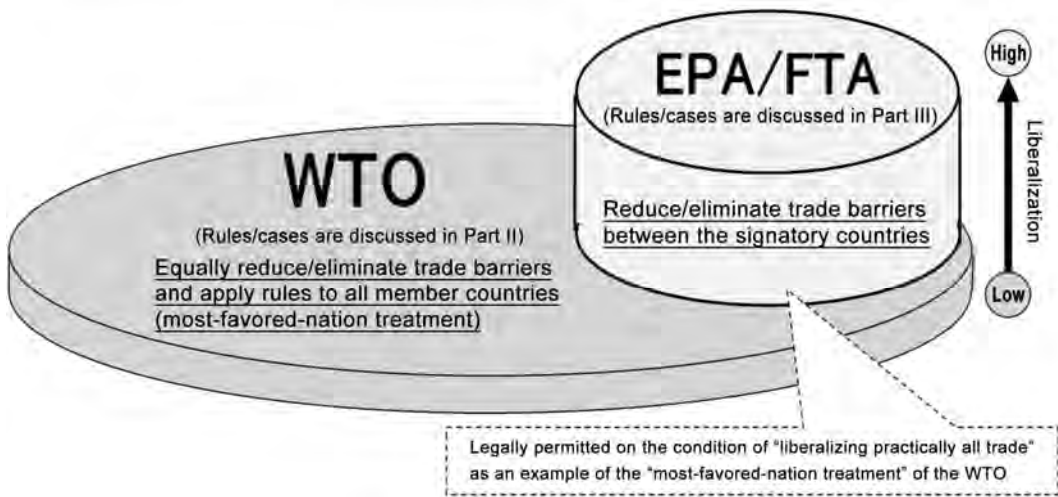 EPA/FTA
(Rules/cases are discussed in Part III)
High
Liberalization
WTO
(Rules/cases are discussed in Part II)
Equally reduce/eliminate trade barriers
and apply rules to all member countries
(most-favored-nation treatment)
Reduce/eliminate trade barriers
between the signatory countries
Low
Legally permitted on the condition of “liberalizing practically all trade“
as an example of the “most-favored-nation treatment” of the WTO